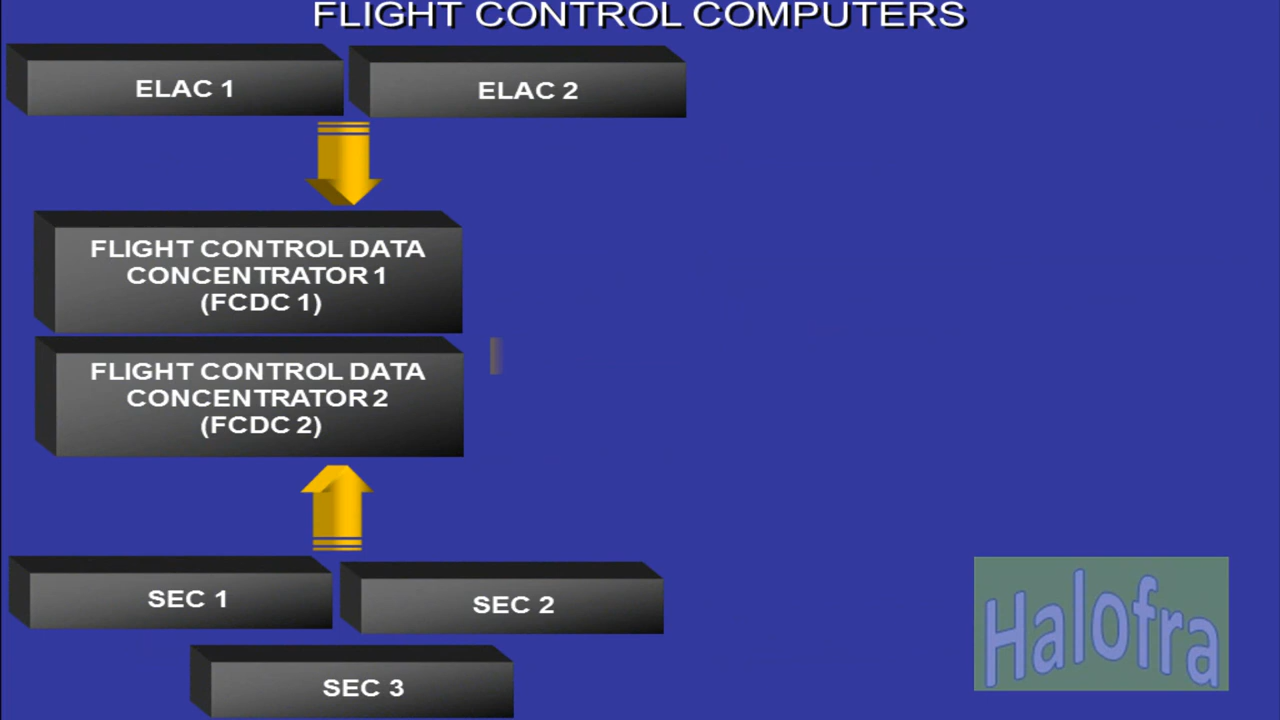 FLIGHT CONTROL COMPUTERS
ELAC 1
ELAC 2
FLIGHT CONTROL DATA
CONCENTRATOR 1
(FCDC 1)
FLIGHT CONTROL DATA
CONCENTRATOR 2
(FCDC 2)
SEC 1
SEC 2
SEC 3
Halofra